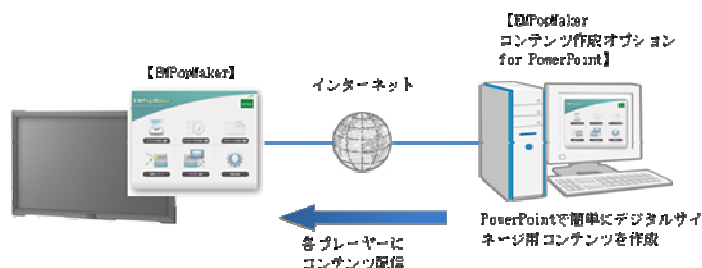 【EMPopMaker】
EMPopMaker
インターネット
【EMPopMaker
コンテンツ作成オプション
for PowerPoint】
各プレーヤーに
コンテンツ配信
PowerPointで簡単にデジタルサイ
ネージ用コンテンツを作成